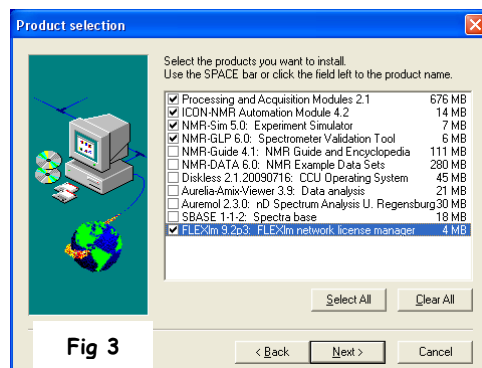 Product selection
Select the products you want to install.
Use the SPACE bar or click the field left to the product name.
Processing and Acquisition Modules 2.1 676 MB
ICON-NMR Automation Module 4.2 14 MB
NMR-Sim 5.0: Experiment Simulator 7 MB
NMR-GLP 6.0: Spectrometer Validation Tool 6 MB
NMR-Guide 4.1: NMR Guide and Encyclopedia 111 MB
NMR-DATA 6.0: NMR Example Data Sets 280 MB
Diskless 2.1.20090716: CCU Operating System 45 MB
Aurelia-Amix-Viewer 3.9: Data analysis 21 MB
Auremol 2.3.0: nD Spectrum Analysis U. Regensburg 30 MB
SBASE 1-1-2: Spectra base 18 MB
FLEXlm 9.2p3: FLEXlm network license manager 4 MB
Select All Clear All
Fig 3
< Back Next > Cancel